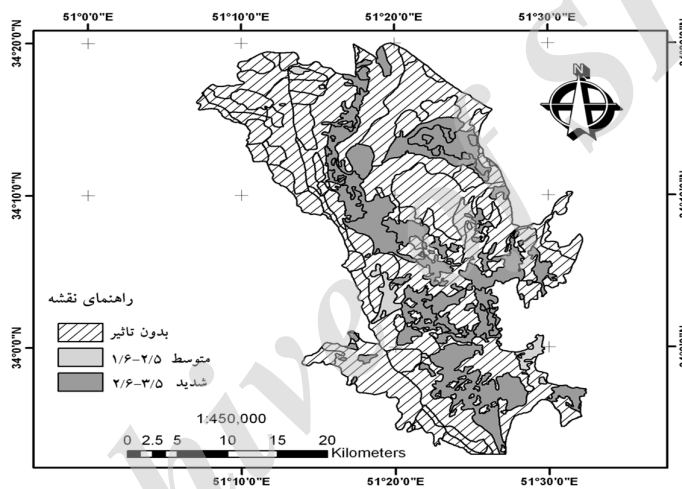 51°0'0"E 51°10'0"E 51°20'0"E 51°30'0"E
34°20'0"N
34°10'0"N
34°0'0"N
N
راهنمای نقشه
بدون تاثیر
متوسط ۱/۶-۲/۵
شدید ۲/۶-۳/۵
1:450,000
0 2.5 5 10 15 20
Kilometers
51°10'0"E 51°20'0"E 51°30'0"E